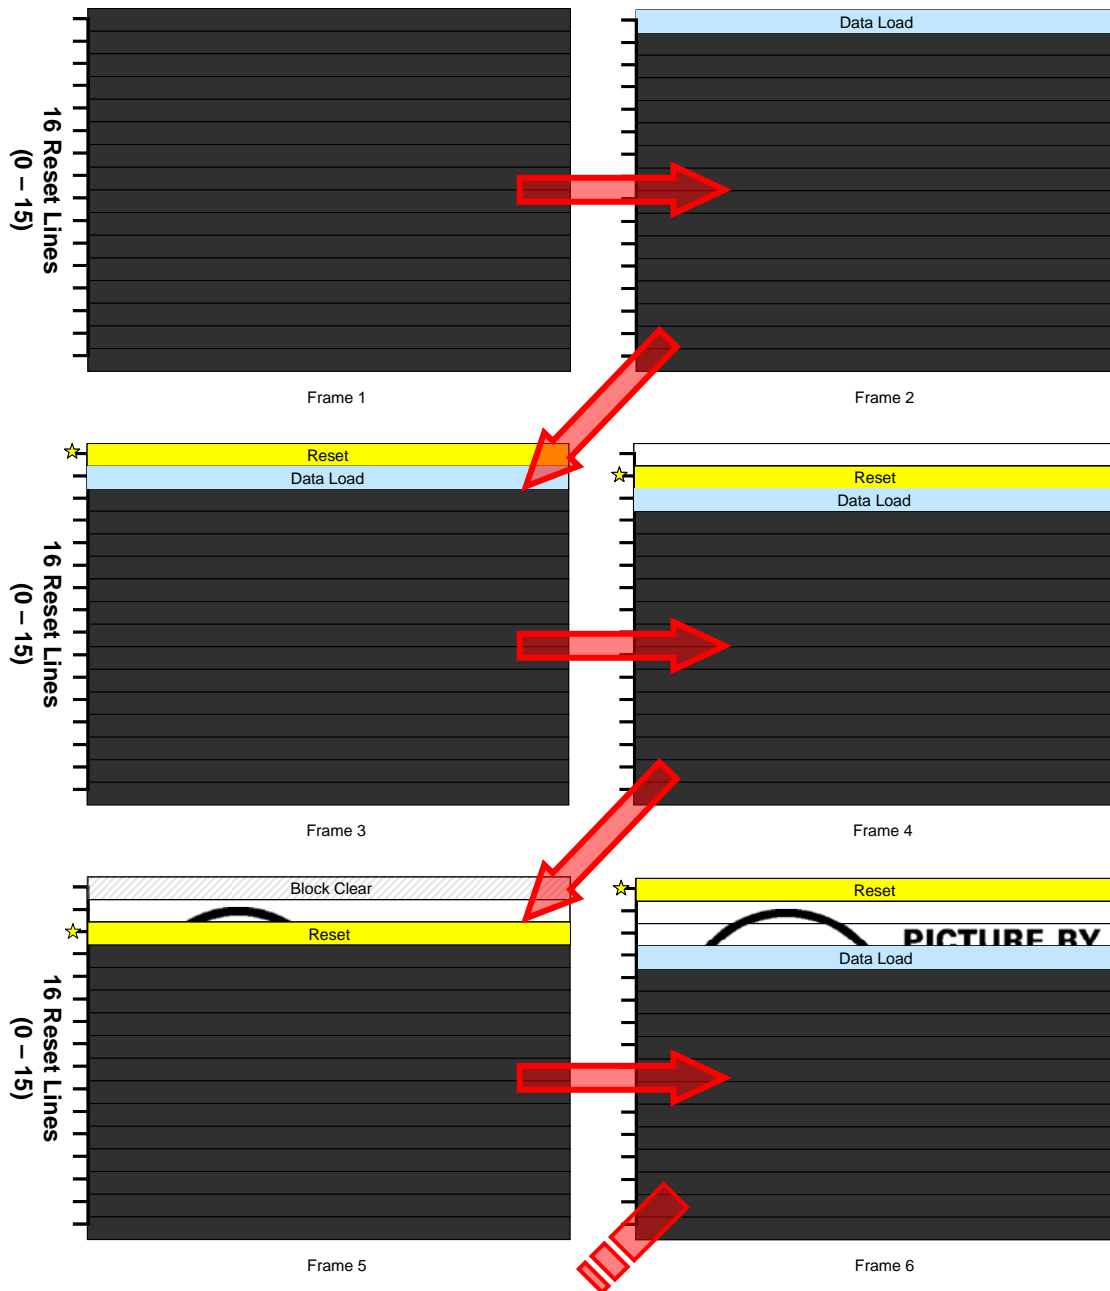 16 Reset Lines
(0 – 15)
Frame 1
Data Load
Frame 2
16 Reset Lines
(0 – 15)
Reset
Data Load
Frame 3
Reset
Data Load
Frame 4
16 Reset Lines
(0 – 15)
Block Clear
Reset
Frame 5
Reset
PICTURE BY
Data Load
Frame 6